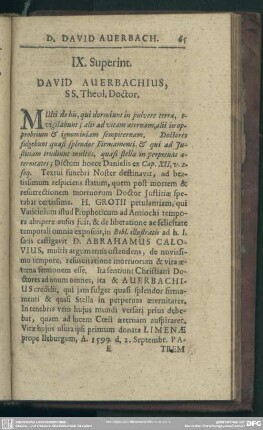 D. DAVID AUERBACH. 65
IX. Superint.
DAVID AUERBACHIUS,
SS. Theol. Doctor.
Multi de his, qui dormiunt in pulvere terræ, e-
vigilabunt; alii ad vitam æternam, alii in op-
probrium & ignominiam sempiternam. Doctores
fulgebunt quasi splendor Firmamenti, & qui ad Ju-
stitiam erudiunt multos, quasi stella in perpetuas æ-
ternitates; Dictum hocce Danielis ex Cap. XII, v. 2.
seq. Textui funebri Noster destinavit, ad bea-
tissimum respiciens statum, quem post mortem &
resurrectionem mortuorum Doctor Justitiæ spe-
rabat certissime. H. GROTII petulantiam, qui
Vaticinium istud Propheticum ad Antiochi tempo-
ra abripere ausus fuit, & de liberatione ac felicitate
temporali omnia exposuit, in Bibl. illustratis ad h. l.
satis castigavit D. ABRAHAMUS CALO-
VIUS, multis argumentis ostendens, de novissi-
mo tempore, resuscitatione mortuorum & vita æ-
terna sermonem esse. Ita sentiunt Christiani Do-
ctores ad unum omnes, ita & AUERBACHI-
US credidit, qui jam fulget quasi splendor firma-
menti & quasi Stella in perpetuas æternitates.
In tenebris vero hujus mundi versari prius debe-
bat, quam ad lucem Cœli æternam aspiraret.
Vitæ hujus usura ipsi primum donata LIMENÆ
prope Ileburgum, A. 1599. d. 2. Septembr. PA-
E TREM